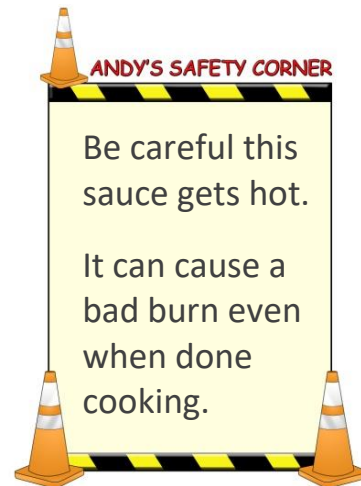 ANDY'S SAFETY CORNER
Be careful this
sauce gets hot.
It can cause a
bad burn even
when done
cooking.